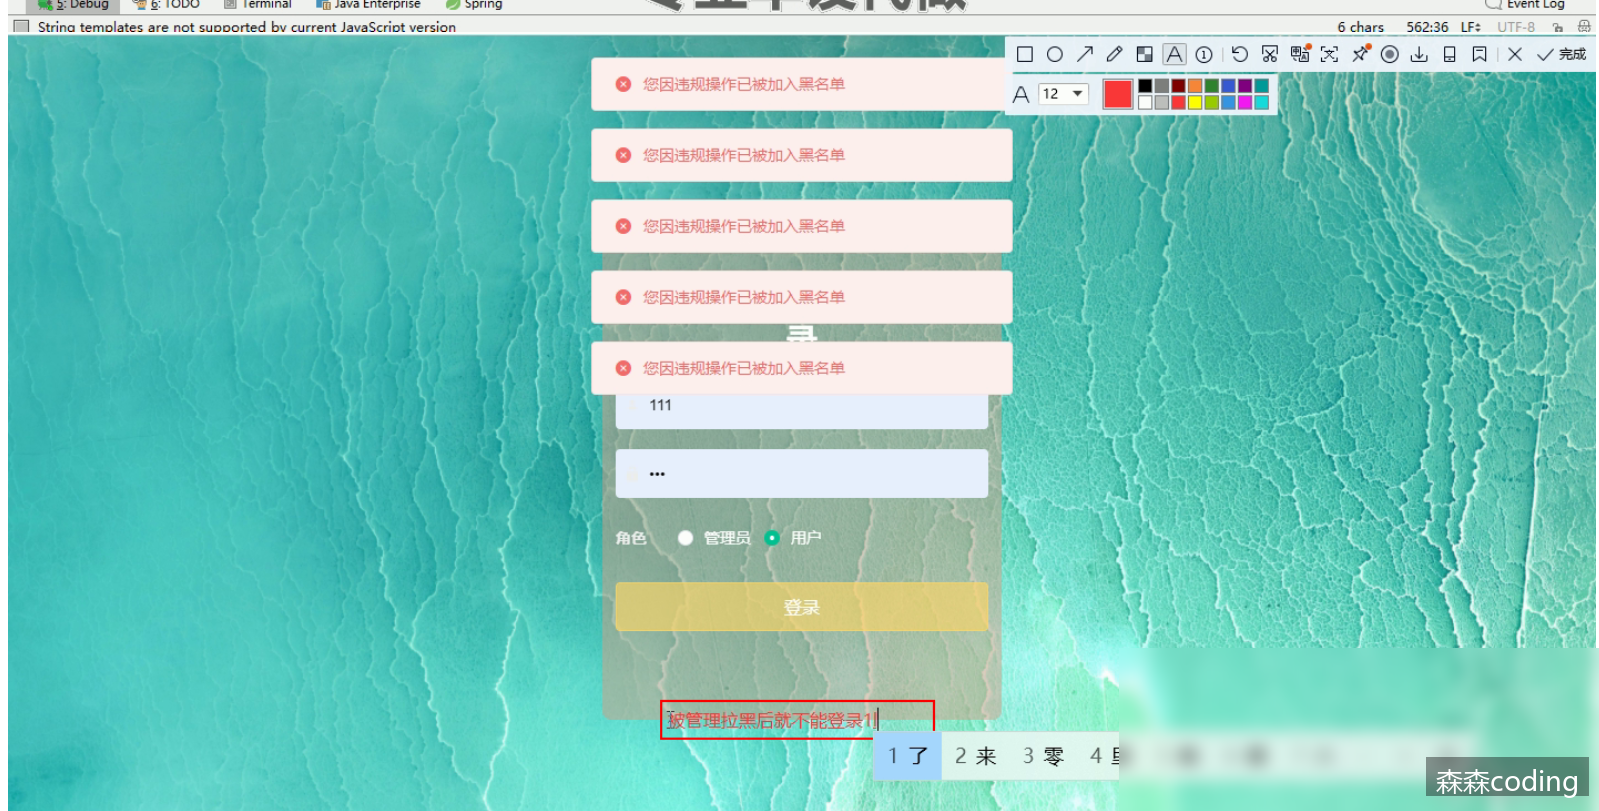 5: Debug 6: TODO Terminal Java Enterprise Spring Event Log
String templates are not supported by current JavaScript version 6 chars 562:36 LF UTF-8
完成
12
您因违规操作已被加入黑名单
您因违规操作已被加入黑名单
您因违规操作已被加入黑名单
您因违规操作已被加入黑名单
您因违规操作已被加入黑名单
111
•••
角色 管理员 用户
登录
被管理拉黑后就不能登录1
1 了 2 来 3 零 4
森森coding